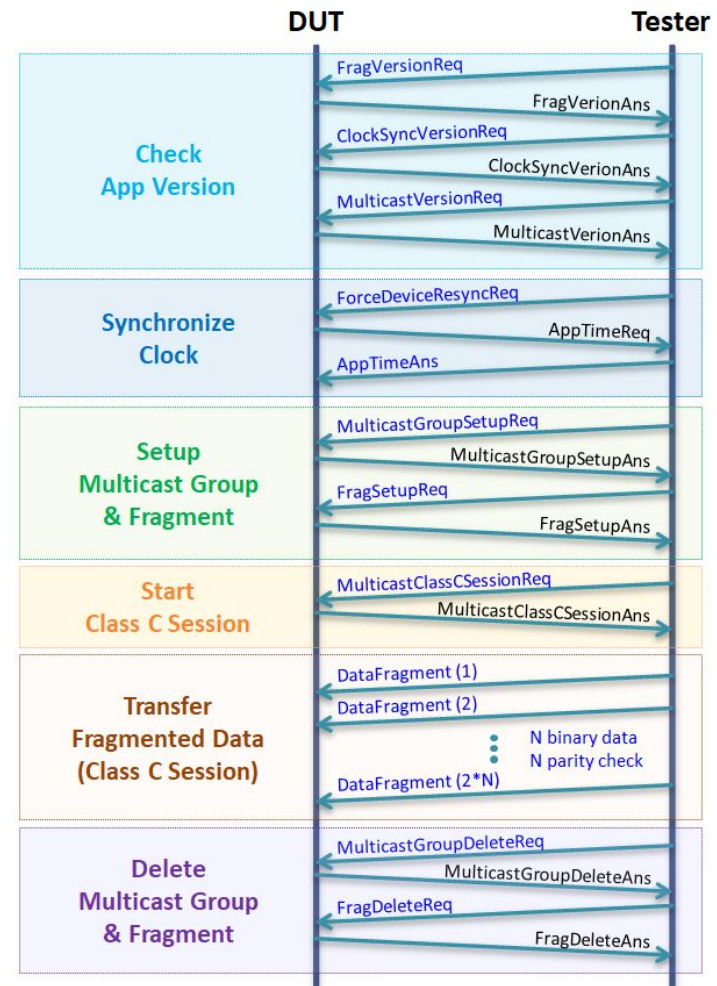 DUT
Tester
Check
App Version
FragVersionReq
FragVerionAns
ClockSyncVersionReq
ClockSyncVerionAns
MulticastVersionReq
MulticastVerionAns
Synchronize
Clock
ForceDeviceResyncReq
AppTimeReq
AppTimeAns
Setup
Multicast Group
& Fragment
MulticastGroupSetupReq
MulticastGroupSetupAns
FragSetupReq
FragSetupAns
Start
Class C Session
MulticastClassCSessionReq
MulticastClassCSessionAns
Transfer
Fragmented Data
(Class C Session)
DataFragment (1)
DataFragment (2)
N binary data
N parity check
DataFragment (2*N)
Delete
Multicast Group
& Fragment
MulticastGroupDeleteReq
MulticastGroupDeleteAns
FragDeleteReq
FragDeleteAns